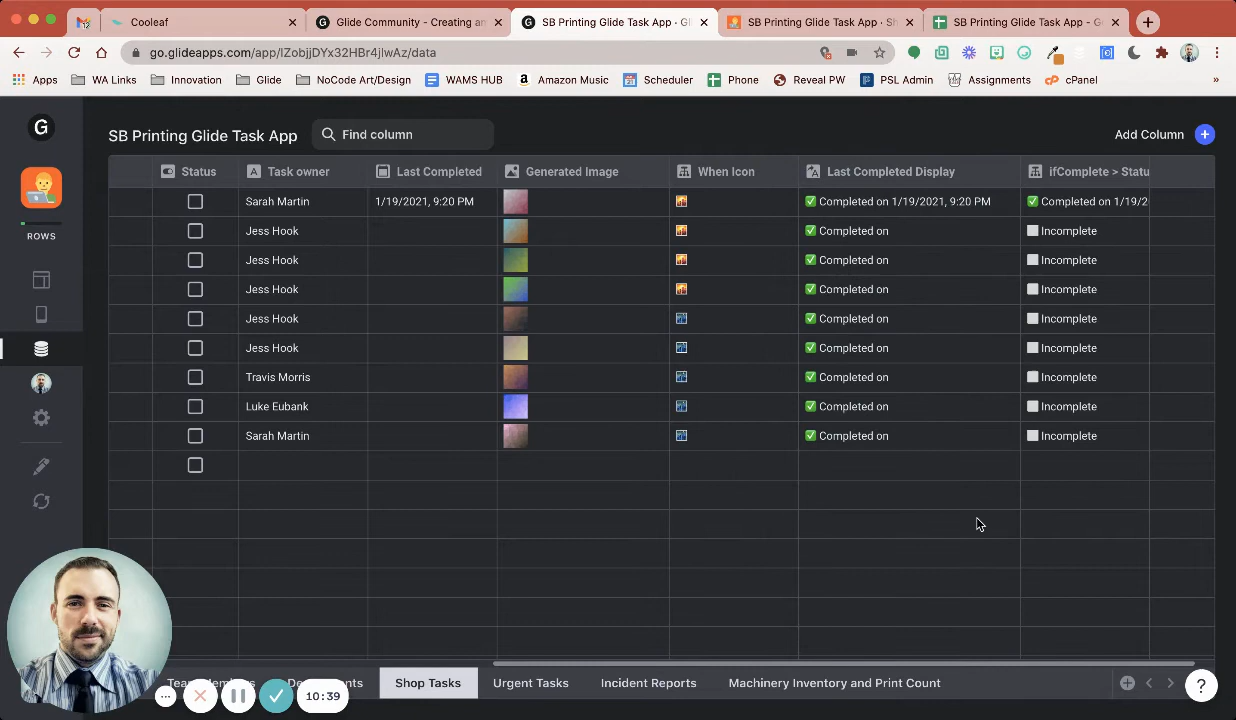 Cooleaf
Glide Community - Creating an
SB Printing Glide Task App - Gl
SB Printing Glide Task App - Sh
SB Printing Glide Task App - Go
go.glideapps.com/app/IZobjjDYx32HBr4jlwAz/data
Apps WA Links Innovation Glide NoCode Art/Design WAMS HUB Amazon Music Scheduler Phone Reveal PW PSL Admin Assignments cPanel »
G
SB Printing Glide Task App
Find column
Add Column
ROWS
Status Task owner Last Completed Generated Image When Icon Last Completed Display ifComplete > Statu
Sarah Martin 1/19/2021, 9:20 PM ✅ Completed on 1/19/2021, 9:20 PM ✅ Completed on 1/19/2
Jess Hook ✅ Completed on ⬜ Incomplete
Jess Hook ✅ Completed on ⬜ Incomplete
Jess Hook ✅ Completed on ⬜ Incomplete
Jess Hook ✅ Completed on ⬜ Incomplete
Jess Hook ✅ Completed on ⬜ Incomplete
Travis Morris ✅ Completed on ⬜ Incomplete
Luke Eubank ✅ Completed on ⬜ Incomplete
Sarah Martin ✅ Completed on ⬜ Incomplete
Shop Tasks Urgent Tasks Incident Reports Machinery Inventory and Print Count
10:39
?